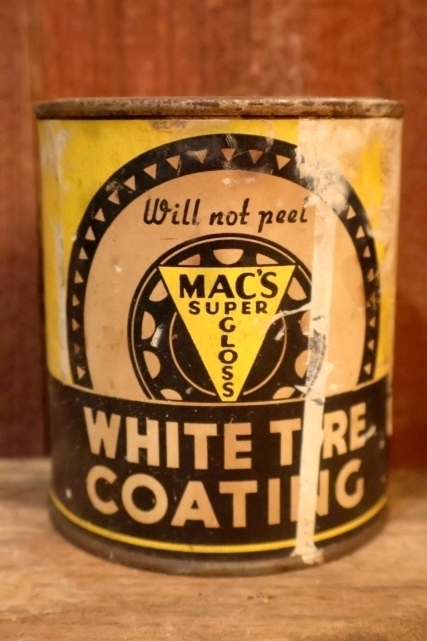 Will not peel
MAC'S
SUPER
GLOSS
WHITE TIRE
COATING